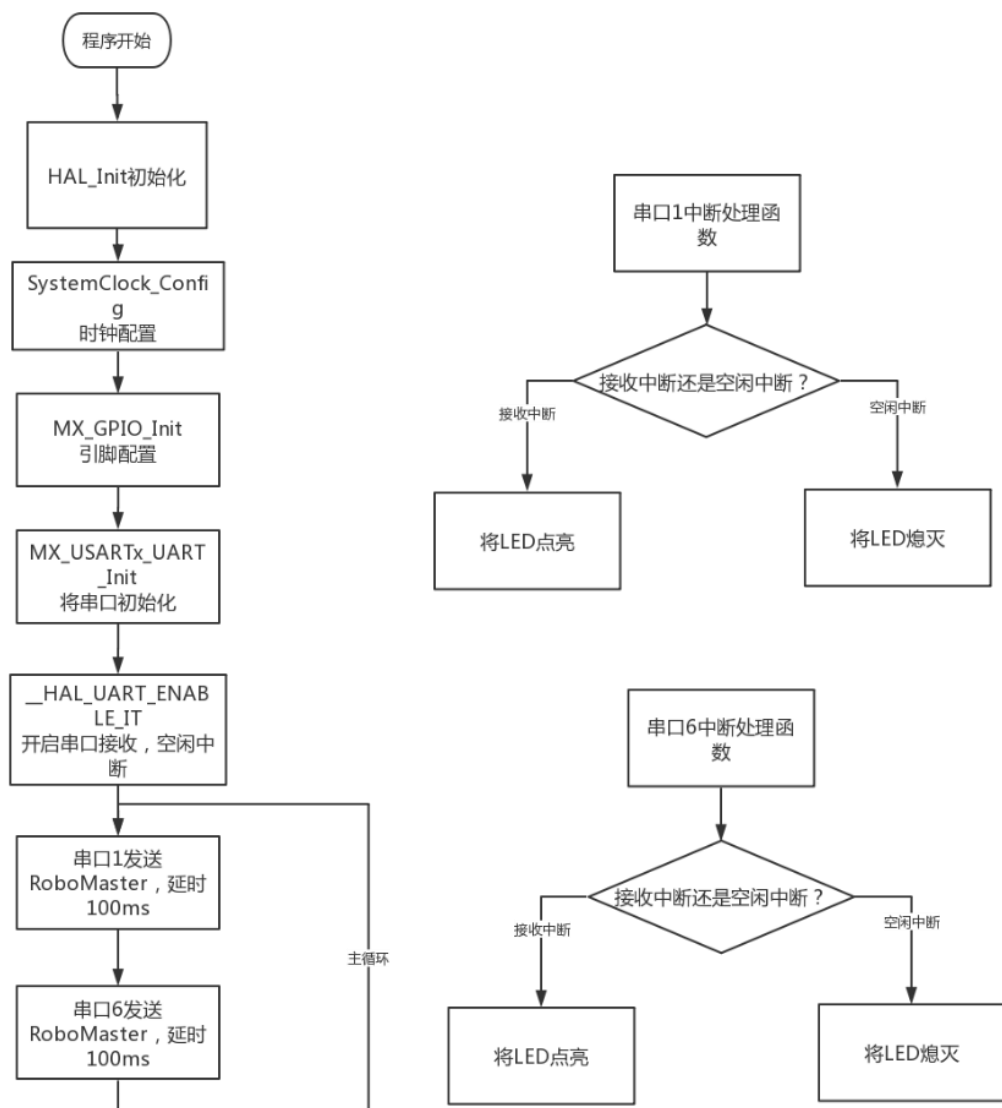 程序开始
HAL_Init初始化
SystemClock_Confi
g
时钟配置
MX_GPIO_Init
引脚配置
MX_USARTx_UART
_Init
将串口初始化
__HAL_UART_ENAB
LE_IT
开启串口接收，空闲中
断
串口1发送
RoboMaster，延时
100ms
主循环
串口6发送
RoboMaster，延时
100ms
串口1中断处理函
数
接收中断还是空闲中断？
接收中断
空闲中断
将LED点亮
将LED熄灭
串口6中断处理函
数
接收中断还是空闲中断？
接收中断
空闲中断
将LED点亮
将LED熄灭